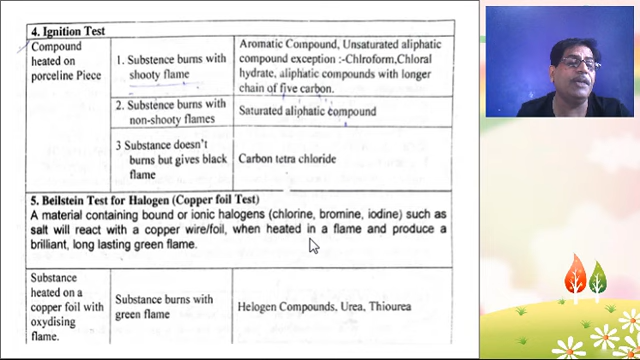 4. Ignition Test
Compound
heated on
porceline Piece
1. Substence burns with
shooty flame
Aromatic Compound, Unsaturated aliphatic
compound exception :-Chlroform,Chloral
hydrate, aliphatic compounds with longer
chain of five carbon.
2. Substence burns with
non-shooty flames
Saturated aliphatic compound
3 Substance doesn't
burns but gives black
flame
Carbon tetra chloride
5. Beilstein Test for Halogen (Copper foil Test)
A material containing bound or ionic halogens (chlorine, bromine, iodine) such as
salt will react with a copper wire/foil, when heated in a flame and produce a
brilliant, long lasting green flame.
Substance
heated on a
copper foil with
oxydising
flame.
Substance burns with
green flame
Helogen Compounds, Urea, Thiourea